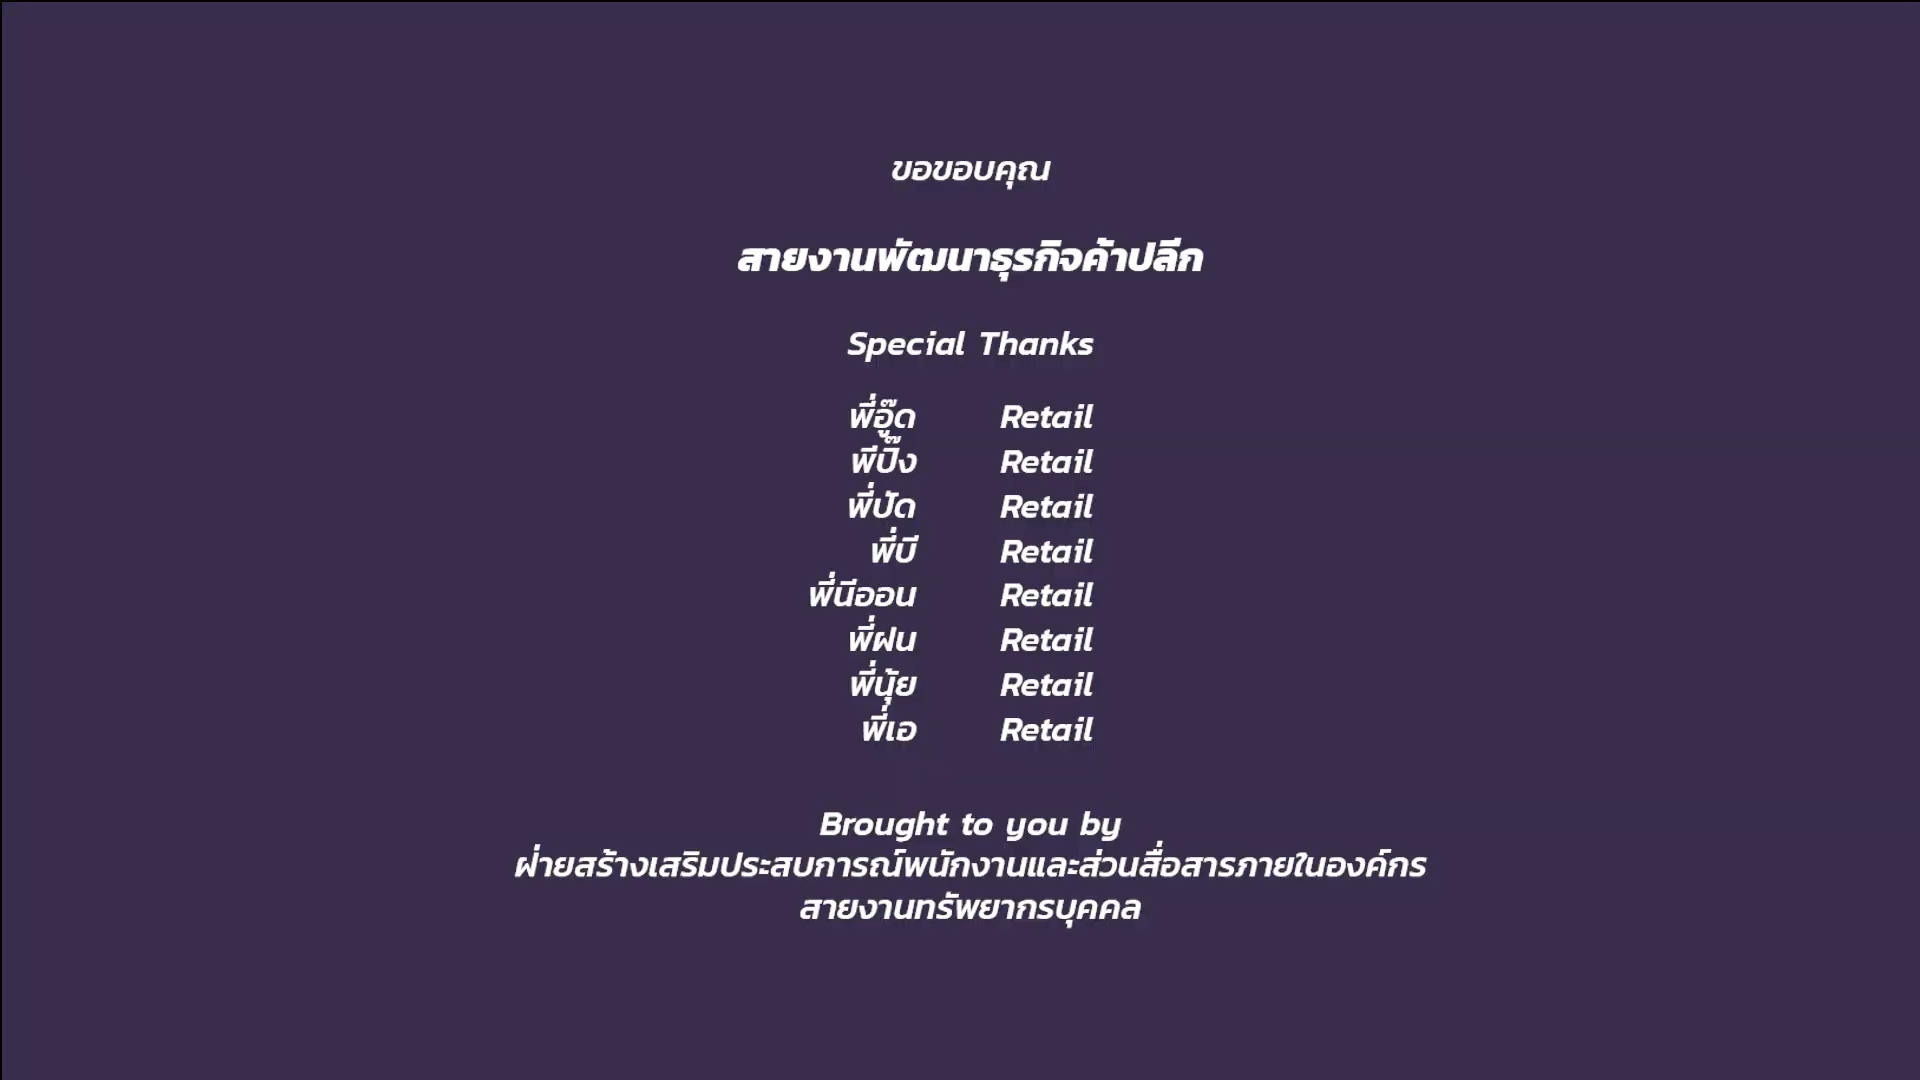 ขอขอบคุณ
สายงานพัฒนาธุรกิจค้าปลีก
Special Thanks
พี่อู๊ด Retail
พีปิ๊ง Retail
พี่ปัด Retail
พี่บี Retail
พี่นีออน Retail
พี่ฝน Retail
พี่นุ้ย Retail
พี่เอ Retail
Brought to you by
ฝ่ายสร้างเสริมประสบการณ์พนักงานและส่วนสื่อสารภายในองค์กร
สายงานทรัพยากรบุคคล